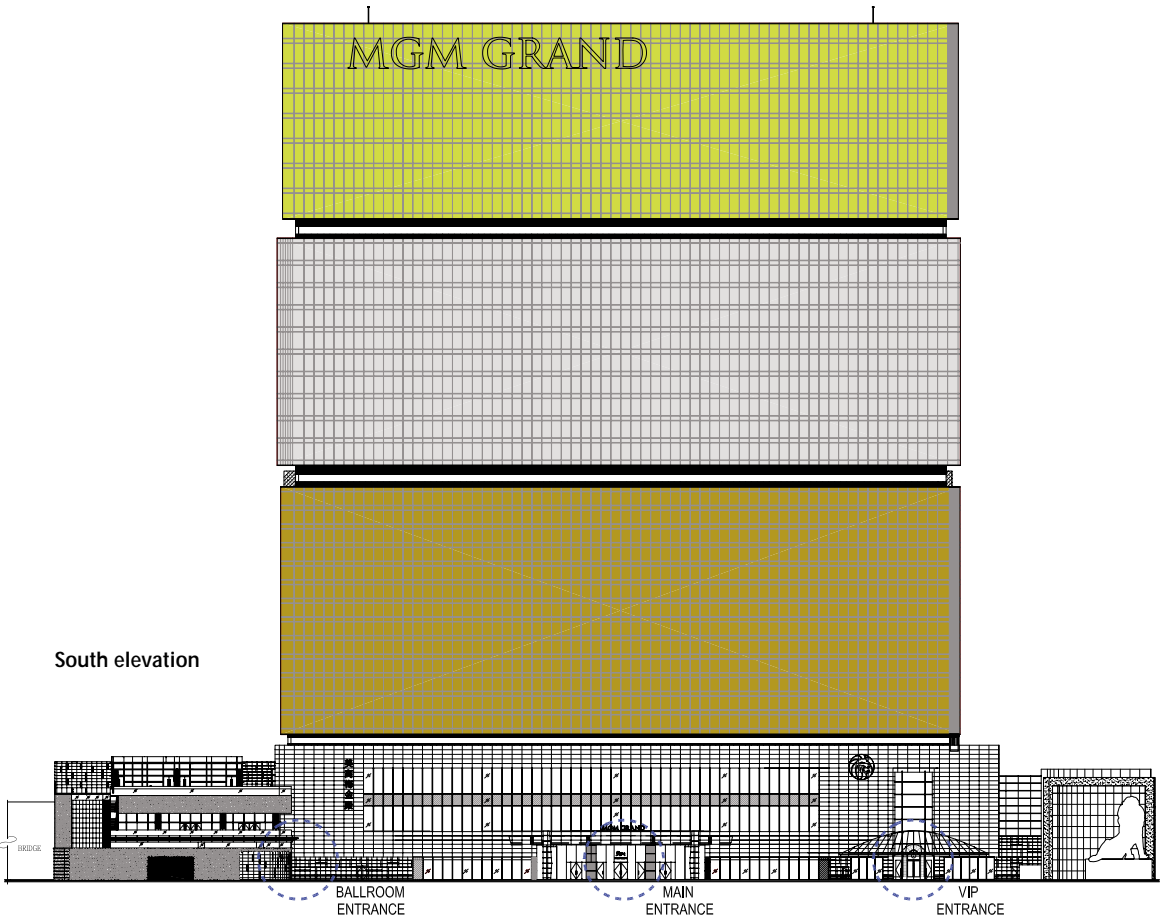 MGM GRAND
South elevation
MGM GRAND
BRIDGE
BALLROOM
ENTRANCE
MAIN
ENTRANCE
VIP
ENTRANCE